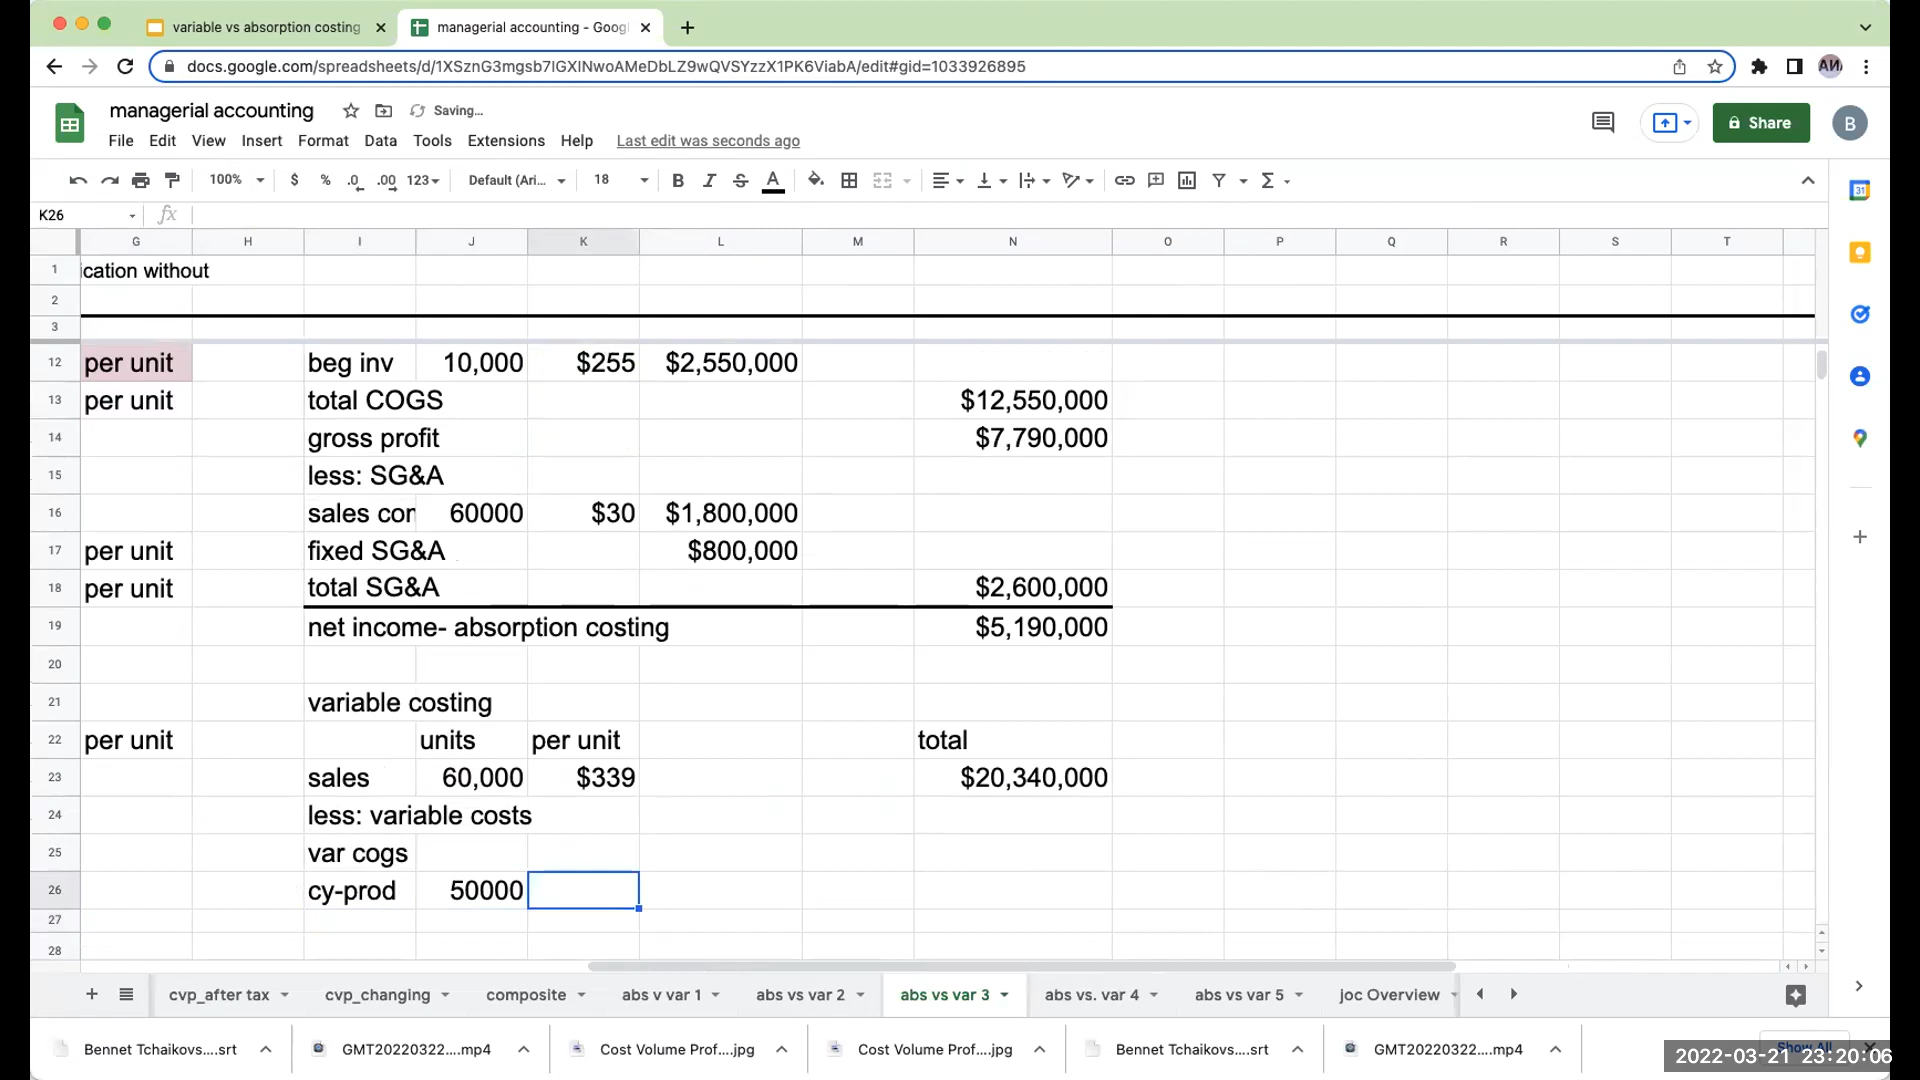 variable vs absorption costing
managerial accounting - Goog
docs.google.com/spreadsheets/d/1XSznG3mgsb7IGXINwoAMeDbLZ9wQVSYzzX1PK6ViabA/edit#gid=1033926895
managerial accounting Saving…
File Edit View Insert Format Data Tools Extensions Help Last edit was seconds ago
Share B
100% $ % .0 .00 123 Default (Ari... 18 B I S A
K26 fx
G H I J K L M N O P Q R S T
1 ication without
2
3
12 per unit beg inv 10,000 $255 $2,550,000
13 per unit total COGS $12,550,000
14 gross profit $7,790,000
15 less: SG&A
16 sales con 60000 $30 $1,800,000
17 per unit fixed SG&A $800,000
18 per unit total SG&A $2,600,000
19 net income- absorption costing $5,190,000
20
21 variable costing
22 per unit units per unit total
23 sales 60,000 $339 $20,340,000
24 less: variable costs
25 var cogs
26 cy-prod 50000
27
28
cvp_after tax cvp_changing composite abs v var 1 abs vs var 2 abs vs var 3 abs vs. var 4 abs vs var 5 joc Overview
Bennet Tchaikovs....srt GMT20220322....mp4 Cost Volume Prof....jpg Cost Volume Prof....jpg Bennet Tchaikovs....srt GMT20220322....mp4 Show All
2022-03-21 23:20:06